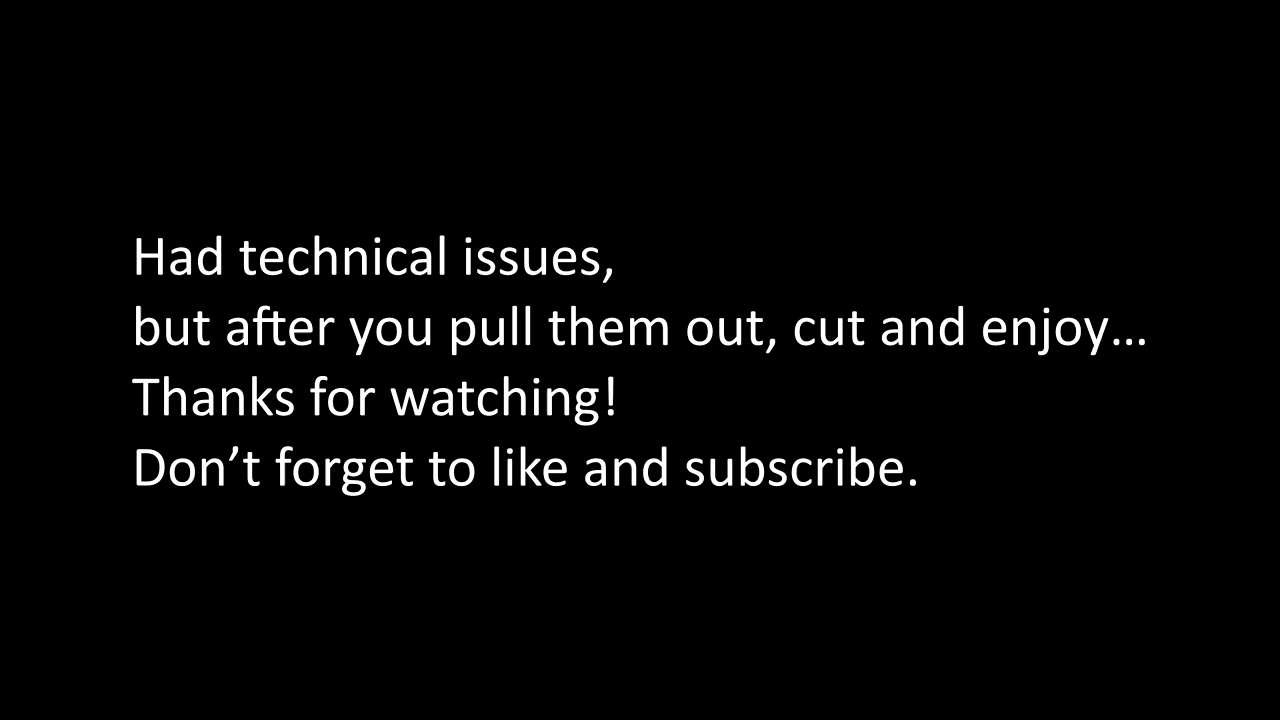 Had technical issues,
but after you pull them out, cut and enjoy…
Thanks for watching!
Don’t forget to like and subscribe.